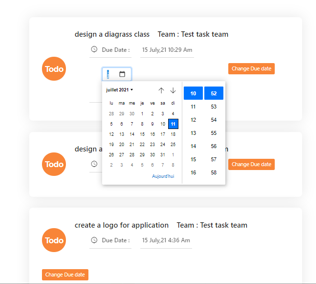 design a diagrass class Team : Test task team
Due Date : 15 July,21 10:29 Am
Todo
Change Due date
juillet 2021
lu ma me je ve sa di
28 29 30 1 2 3 4
5 6 7 8 9 10 11
12 13 14 15 16 17 18
19 20 21 22 23 24 25
26 27 28 29 30 31 1
2 3 4 5 6 7 8
Aujourd'hui
10 52
11 53
12 54
13 55
14 56
15 57
16 58
design a
Todo
Change Due date
create a logo for application Team : Test task team
Due Date : 15 July,21 4:36 Am
Todo
Change Due date